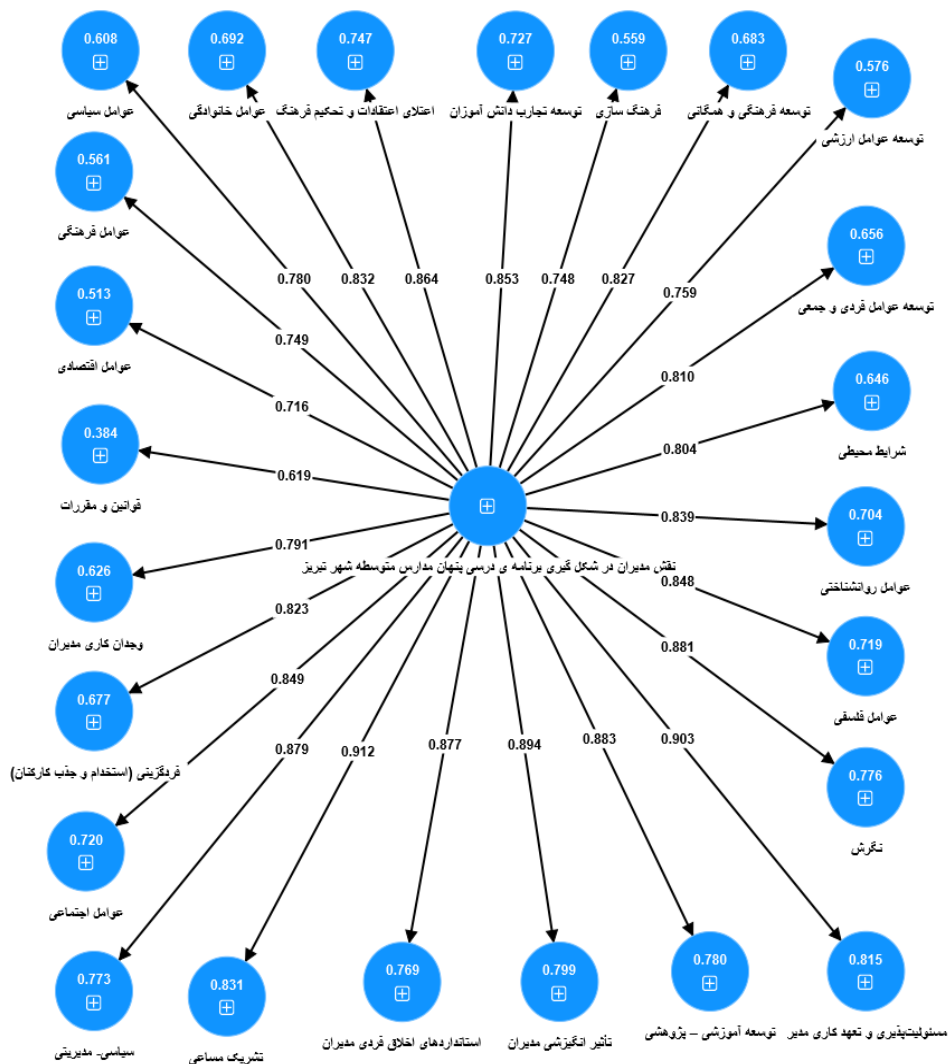 0.608
عوامل سیاسی
0.692
عوامل خانوادگی
0.747
اعتلای اعتقادات و تحکیم فرهنگ
0.727
توسعه تجارب دانش آموزان
0.559
فرهنگ سازی
0.683
توسعه فرهنگی و همگانی
0.576
توسعه عوامل ارزشی
0.561
عوامل فرهنگی
0.656
توسعه عوامل فردی و جمعی
0.513
عوامل اقتصادی
0.646
شرایط محیطی
0.384
قوانین و مقررات
0.704
عوامل روانشناختی
0.626
وجدان کاری مدیران
0.719
عوامل فلسفی
0.677
فردگزینی (استخدام و جذب کارکنان)
0.776
نگرش
0.720
عوامل اجتماعی
0.773
سیاسی- مدیریتی
0.831
تشریک مساعی
0.769
استانداردهای اخلاق فردی مدیران
0.799
تأثیر انگیزشی مدیران
0.780
توسعه آموزشی – پژوهشی
0.815
مسئولیت‌پذیری و تعهد کاری مدیر
نقش مدیران در شکل گیری برنامه ی درسی پنهان مدارس متوسطه شهر تبریز
0.780
0.832
0.864
0.853
0.748
0.827
0.759
0.749
0.810
0.716
0.804
0.619
0.839
0.791
0.848
0.823
0.881
0.849
0.879
0.912
0.877
0.894
0.883
0.903